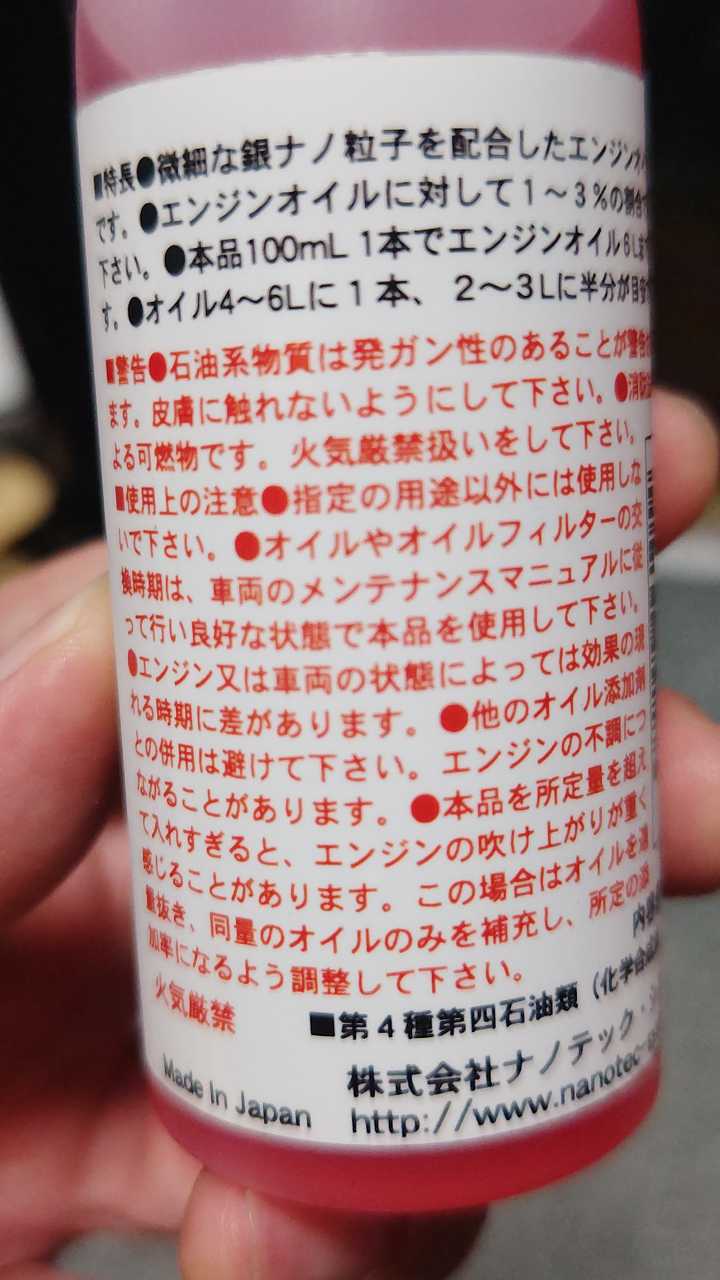 ■特長●微細な銀ナノ粒子を配合したエンジン
です。●エンジンオイルに対して1～3％の割合
下さい。●本品100mL 1本でエンジンオイル6Lま
す。●オイル4～6Lに1本、2～3Lに半分が目安
■警告●石油系物質は発ガン性のあることが警告
ます。皮膚に触れないようにして下さい。●消防法
よる可燃物です。火気厳禁扱いをして下さい。
■使用上の注意●指定の用途以外には使用しな
いで下さい。●オイルやオイルフィルターの交
換時期は、車両のメンテナンスマニュアルに従
って行い良好な状態で本品を使用して下さい。
●エンジン又は車両の状態によっては効果の現
れる時期に差があります。●他のオイル添加剤
との併用は避けて下さい。エンジンの不調につ
ながることがあります。●本品を所定量を超え
て入れすぎると、エンジンの吹け上がりが重く
感じることがあります。この場合はオイルを適
量抜き、同量のオイルのみを補充し、所定の添
加率になるよう調整して下さい。
内容
火気厳禁
■第4種第四石油類（化学合成
株式会社ナノテック・
Made In Japan
http://www.nanotec-